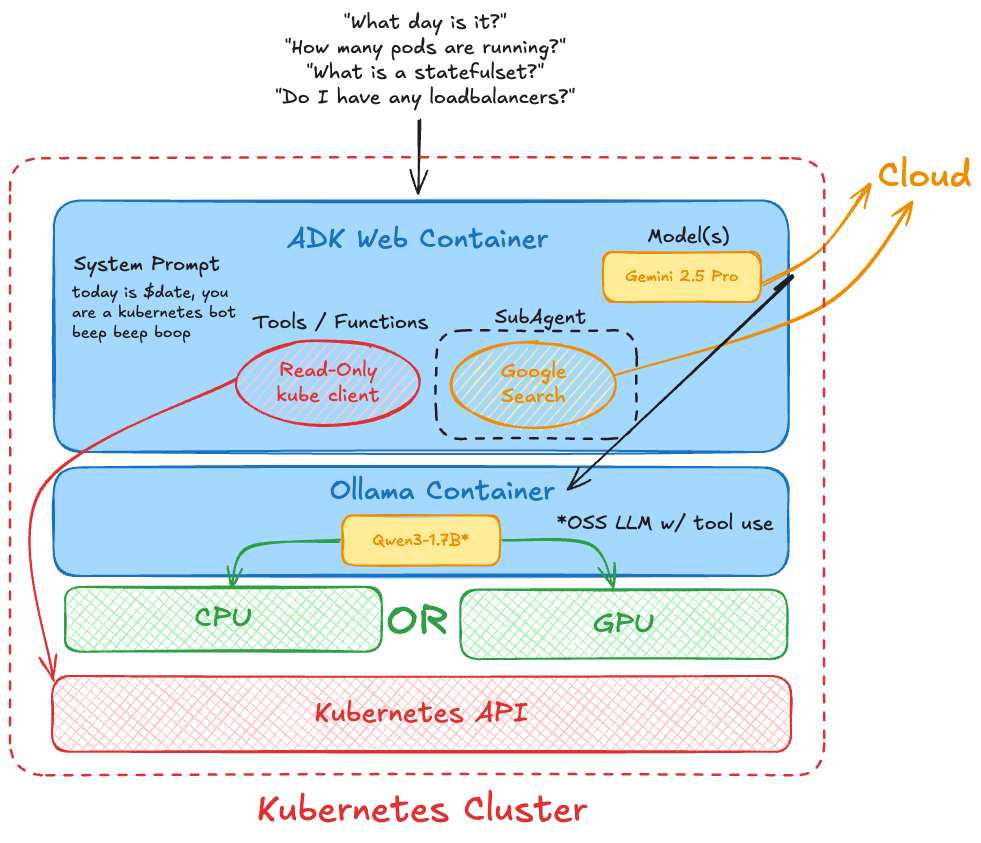 "What day is it?"
"How many pods are running?"
"What is a statefulset?"
"Do I have any loadbalancers?"
Cloud
ADK Web Container
Model(s)
Gemini 2.5 Pro
System Prompt
today is $date, you
are a kubernetes bot
beep beep boop
Tools / Functions
Read-Only
kube client
SubAgent
Google
Search
Ollama Container
*OSS LLM w/ tool use
Qwen3-1.7B*
CPU
OR
GPU
Kubernetes API
Kubernetes Cluster